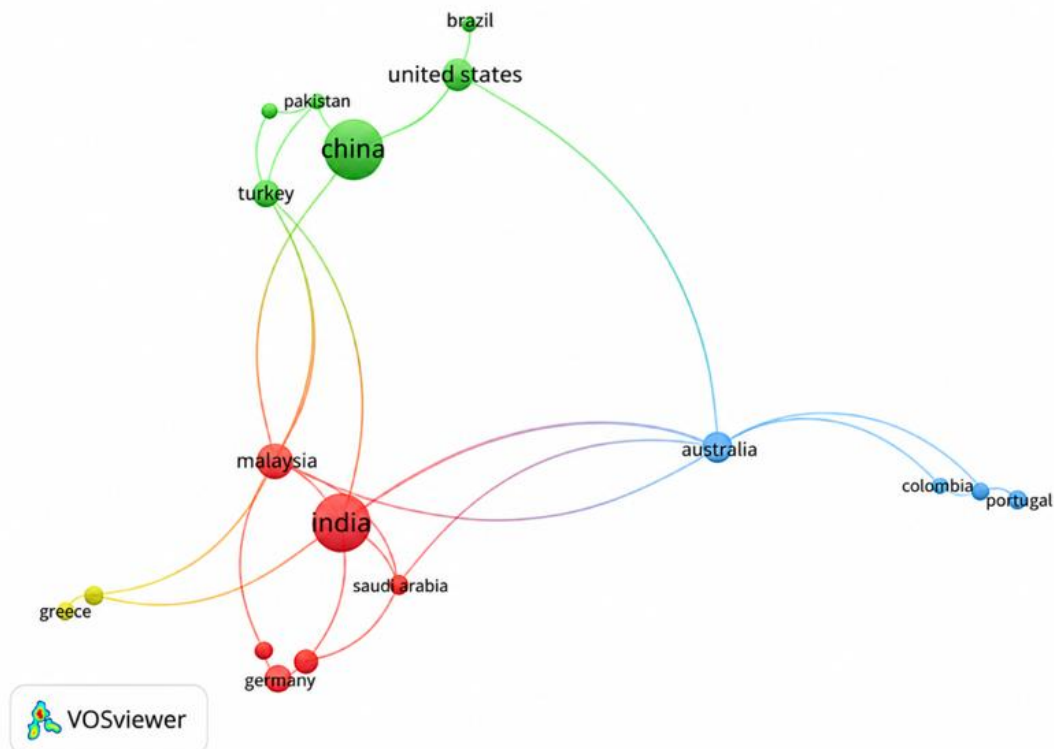 brazil
united states
pakistan
china
turkey
malaysia
australia
colombia
portugal
india
saudi arabia
greece
germany
VOSviewer